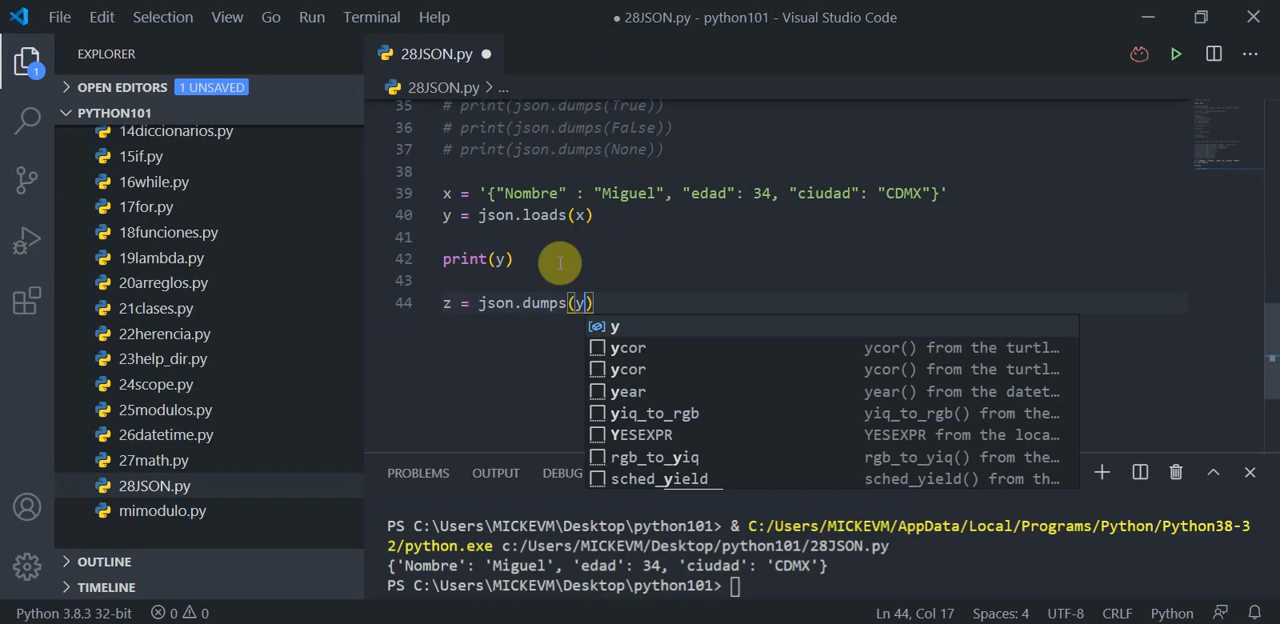 File Edit Selection View Go Run Terminal Help ● 28JSON.py - python101 - Visual Studio Code
EXPLORER
28JSON.py ●
OPEN EDITORS 1 UNSAVED
28JSON.py > ...
PYTHON101
14diccionarios.py
15if.py
16while.py
17for.py
18funciones.py
19lambda.py
20arreglos.py
21clases.py
22herencia.py
23help_dir.py
24scope.py
25modulos.py
26datetime.py
27math.py
28JSON.py
mimodulo.py
OUTLINE
TIMELINE
1
35 # print(json.dumps(True))
36 # print(json.dumps(False))
37 # print(json.dumps(None))
38
39 x = '{"Nombre" : "Miguel", "edad": 34, "ciudad": "CDMX"}'
40 y = json.loads(x)
41
42 print(y)
43
44 z = json.dumps(y)
y
ycor ycor() from the turtl…
ycor ycor() from the turtl…
year year() from the datet…
yiq_to_rgb yiq_to_rgb() from the…
YESEXPR YESEXPR from the loca…
rgb_to_yiq rgb_to_yiq() from the…
sched_yield sched_yield() from th…
PROBLEMS OUTPUT DEBUG
PS C:\Users\MICKEVM\Desktop\python101> & C:/Users/MICKEVM/AppData/Local/Programs/Python/Python38-3
2/python.exe c:/Users/MICKEVM/Desktop/python101/28JSON.py
{'Nombre': 'Miguel', 'edad': 34, 'ciudad': 'CDMX'}
PS C:\Users\MICKEVM\Desktop\python101>
Python 3.8.3 32-bit 0 0 Ln 44, Col 17 Spaces: 4 UTF-8 CRLF Python